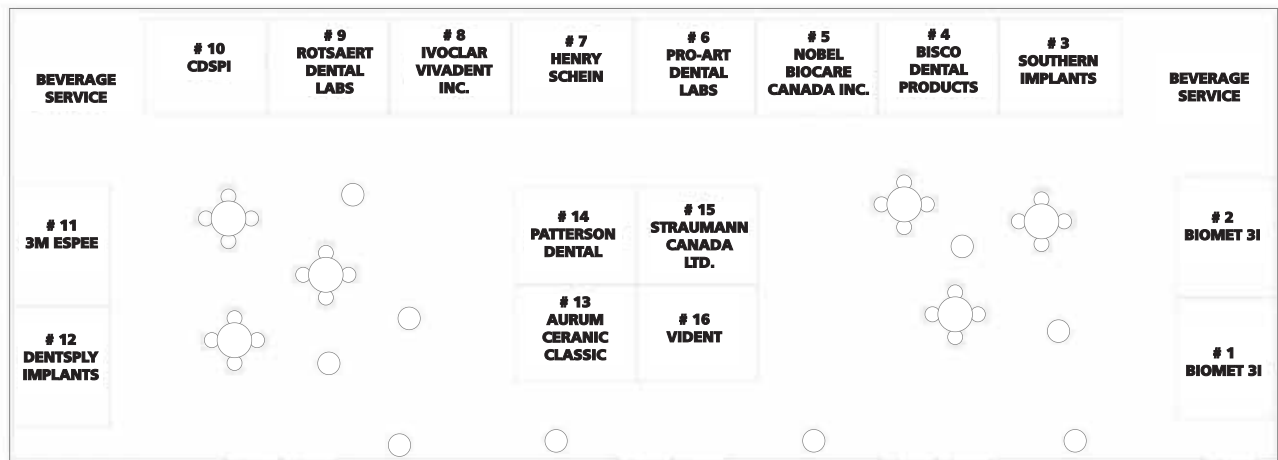 BEVERAGE
SERVICE
# 10
CDSPI
# 9
ROTSAERT
DENTAL
LABS
# 8
IVOCLAR
VIVADENT
INC.
# 7
HENRY
SCHEIN
# 6
PRO-ART
DENTAL
LABS
# 5
NOBEL
BIOCARE
CANADA INC.
# 4
BISCO
DENTAL
PRODUCTS
# 3
SOUTHERN
IMPLANTS
BEVERAGE
SERVICE
# 11
3M ESPEE
# 14
PATTERSON
DENTAL
# 15
STRAUMANN
CANADA
LTD.
# 2
BIOMET 3I
# 12
DENTSPLY
IMPLANTS
# 13
AURUM
CERANIC
CLASSIC
# 16
VIDENT
# 1
BIOMET 3I